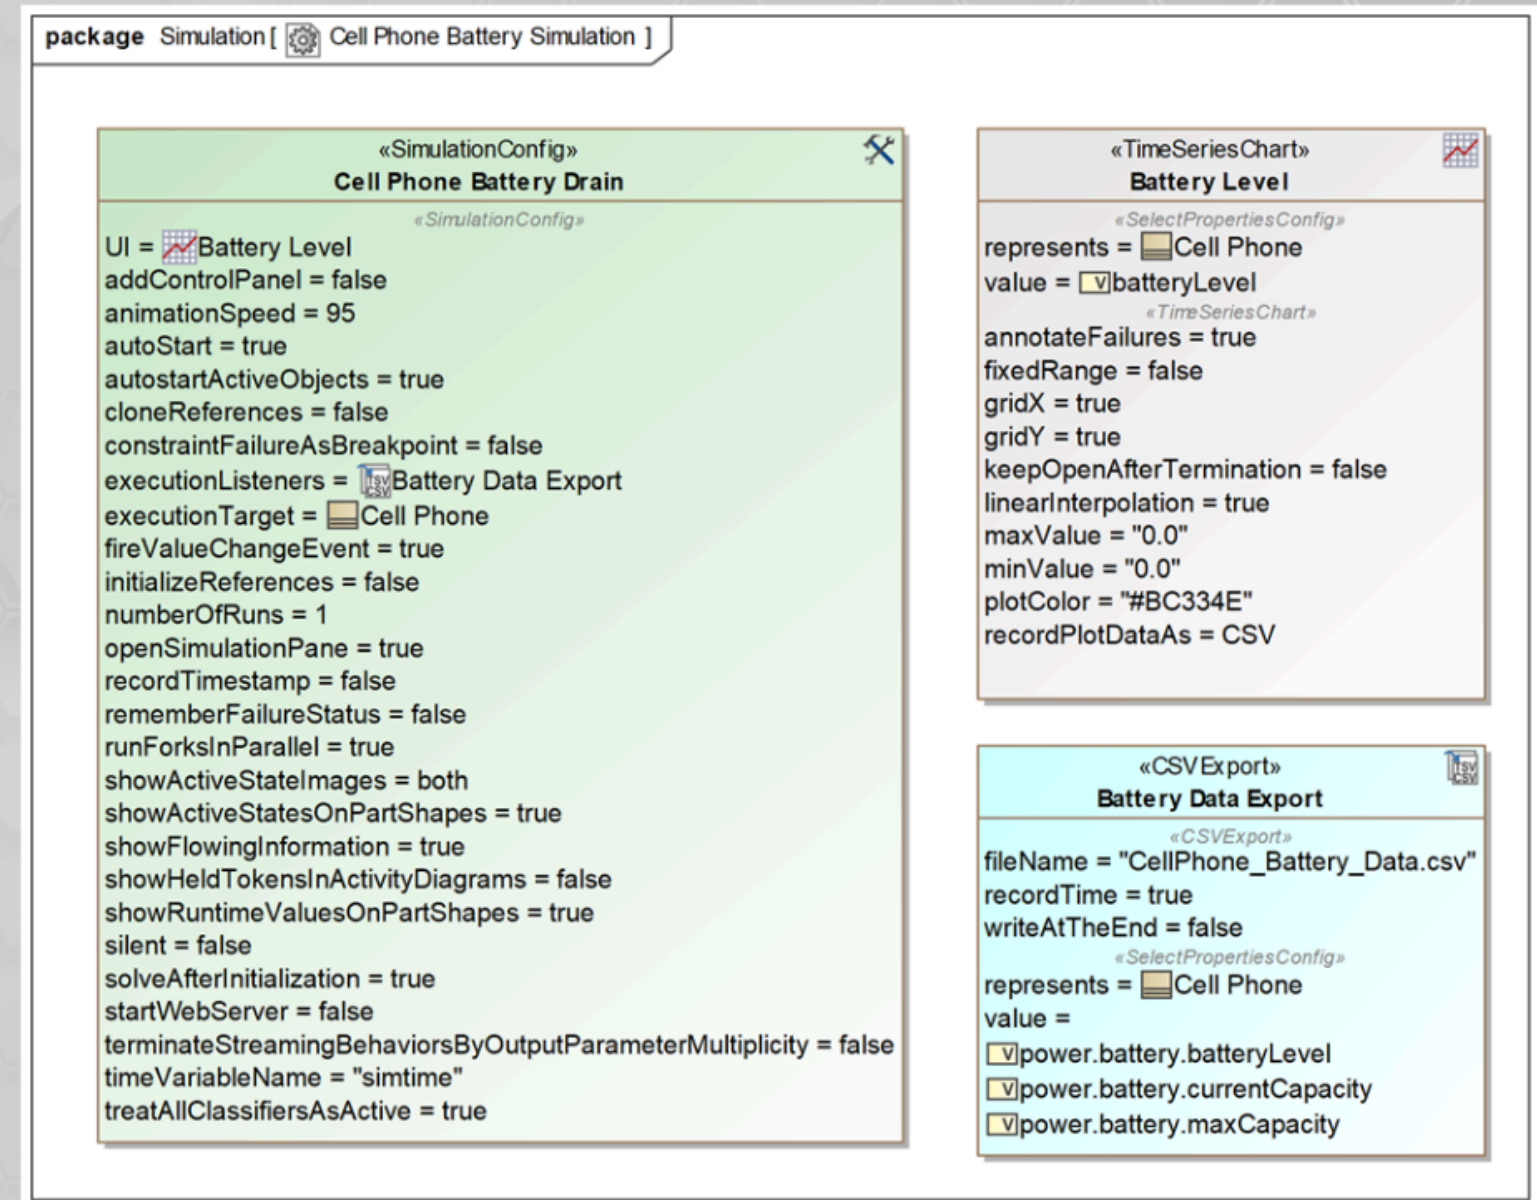 package Simulation [ Cell Phone Battery Simulation ]
«SimulationConfig»
Cell Phone Battery Drain
«SimulationConfig»
UI = Battery Level
addControlPanel = false
animationSpeed = 95
autoStart = true
autostartActiveObjects = true
cloneReferences = false
constraintFailureAsBreakpoint = false
executionListeners = Battery Data Export
executionTarget = Cell Phone
fireValueChangeEvent = true
initializeReferences = false
numberOfRuns = 1
openSimulationPane = true
recordTimestamp = false
rememberFailureStatus = false
runForksInParallel = true
showActiveStateImages = both
showActiveStatesOnPartShapes = true
showFlowingInformation = true
showHeldTokensInActivityDiagrams = false
showRuntimeValuesOnPartShapes = true
silent = false
solveAfterInitialization = true
startWebServer = false
terminateStreamingBehaviorsByOutputParameterMultiplicity = false
timeVariableName = "simtime"
treatAllClassifiersAsActive = true
«TimeSeriesChart»
Battery Level
«SelectPropertiesConfig»
represents = Cell Phone
value = V batteryLevel
«TimeSeriesChart»
annotateFailures = true
fixedRange = false
gridX = true
gridY = true
keepOpenAfterTermination = false
linearInterpolation = true
maxValue = "0.0"
minValue = "0.0"
plotColor = "#BC334E"
recordPlotDataAs = CSV
«CSVExport»
TSV
CSV
Battery Data Export
«CSVExport»
fileName = "CellPhone_Battery_Data.csv"
recordTime = true
writeAtTheEnd = false
«SelectPropertiesConfig»
represents = Cell Phone
value =
V power.battery.batteryLevel
V power.battery.currentCapacity
V power.battery.maxCapacity